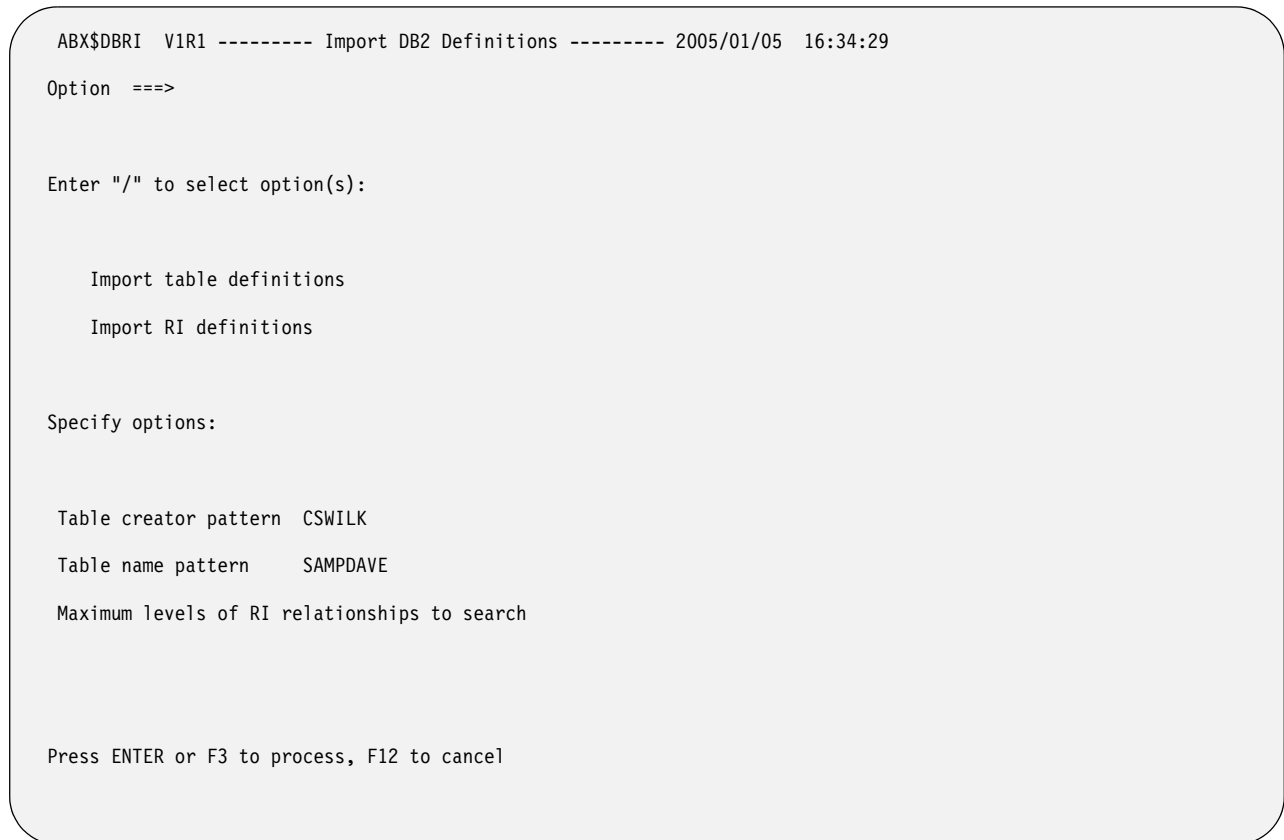 ABX$DBRI V1R1 --------- Import DB2 Definitions --------- 2005/01/05 16:34:29
Option ===>
Enter "/" to select option(s):
Import table definitions
Import RI definitions
Specify options:
Table creator pattern CSWILK
Table name pattern SAMPDAVE
Maximum levels of RI relationships to search
Press ENTER or F3 to process, F12 to cancel